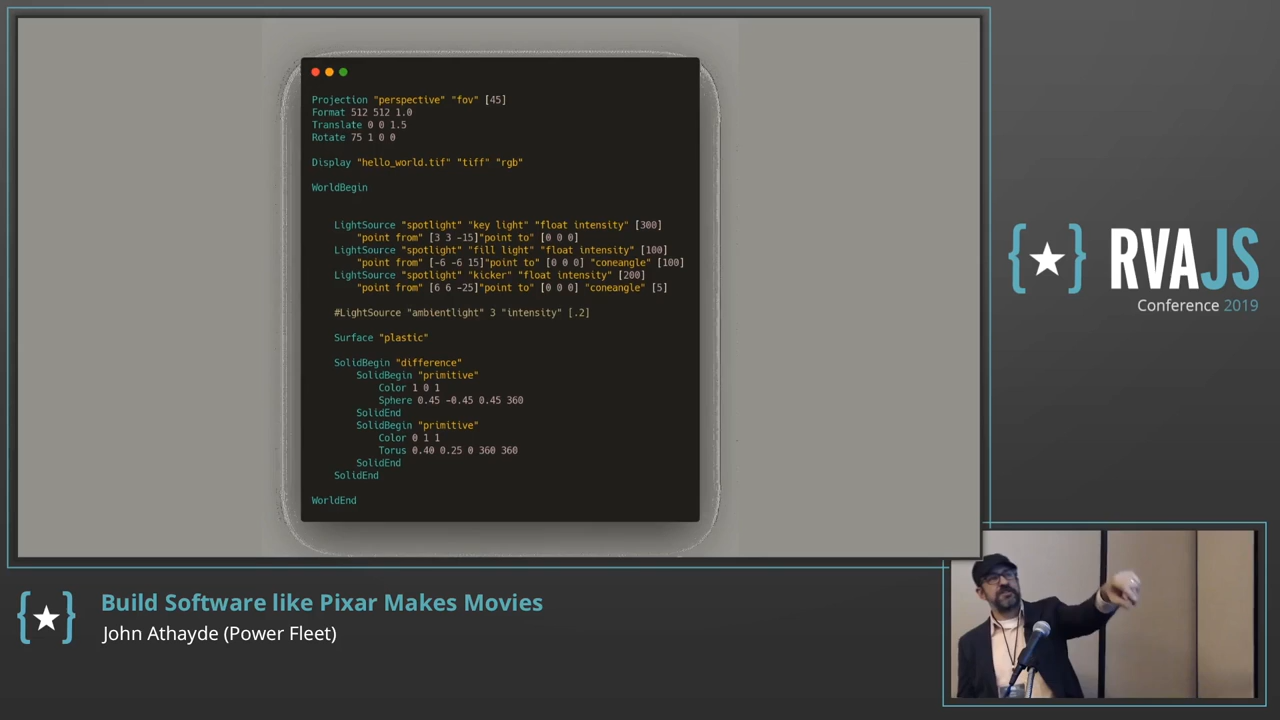 Projection "perspective" "fov" [45]
Format 512 512 1.0
Translate 0 0 1.5
Rotate 75 1 0 0
Display "hello_world.tif" "tiff" "rgb"
WorldBegin
LightSource "spotlight" "key light" "float intensity" [300]
"point from" [3 3 -15]"point to" [0 0 0]
LightSource "spotlight" "fill light" "float intensity" [100]
"point from" [-6 -6 15]"point to" [0 0 0] "coneangle" [100]
LightSource "spotlight" "kicker" "float intensity" [200]
"point from" [6 6 -25]"point to" [0 0 0] "coneangle" [5]
#LightSource "ambientlight" 3 "intensity" [.2]
Surface "plastic"
SolidBegin "difference"
SolidBegin "primitive"
Color 1 0 1
Sphere 0.45 -0.45 0.45 360
SolidEnd
SolidBegin "primitive"
Color 0 1 1
Torus 0.40 0.25 0 360 360
SolidEnd
SolidEnd
WorldEnd
{★} RVAJS
Conference 2019
{★} Build Software like Pixar Makes Movies
John Athayde (Power Fleet)